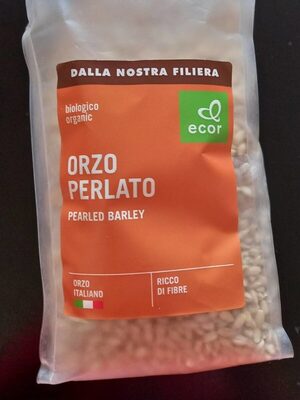 DALLA NOSTRA FILIERA
biologico
organic
ecor
ORZO
PERLATO
PEARLED BARLEY
ORZO
ITALIANO
RICCO
DI FIBRE